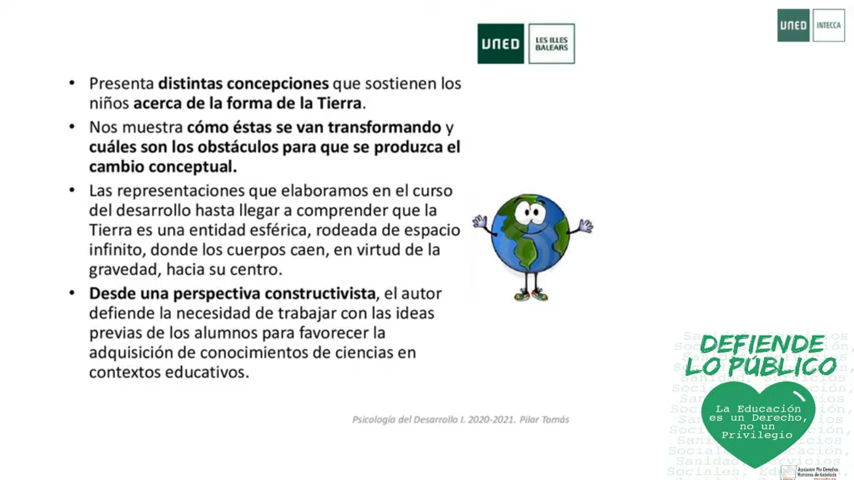 UNED
LES ILLES
BALEARS
UNED
INTECCA
• Presenta distintas concepciones que sostienen los
niños acerca de la forma de la Tierra.
• Nos muestra cómo éstas se van transformando y
cuáles son los obstáculos para que se produzca el
cambio conceptual.
• Las representaciones que elaboramos en el curso
del desarrollo hasta llegar a comprender que la
Tierra es una entidad esférica, rodeada de espacio
infinito, donde los cuerpos caen, en virtud de la
gravedad, hacia su centro.
• Desde una perspectiva constructivista, el autor
defiende la necesidad de trabajar con las ideas
previas de los alumnos para favorecer la
adquisición de conocimientos de ciencias en
contextos educativos.
Psicología del Desarrollo I. 2020-2021. Pilar Tomás
DEFIENDE
LO PÚBLICO
La Educación
es un Derecho,
no un
Privilegio